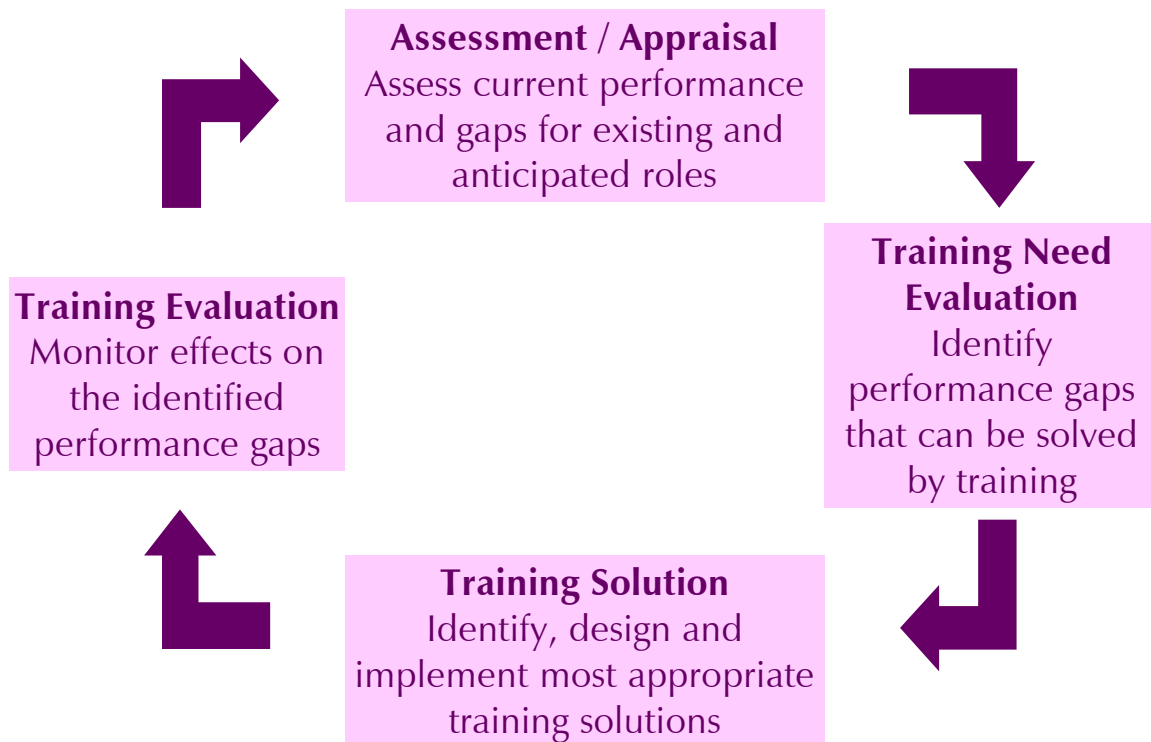 Assessment / Appraisal
Assess current performance
and gaps for existing and
anticipated roles
Training Need
Evaluation
Identify
performance gaps
that can be solved
by training
Training Solution
Identify, design and
implement most appropriate
training solutions
Training Evaluation
Monitor effects on
the identified
performance gaps